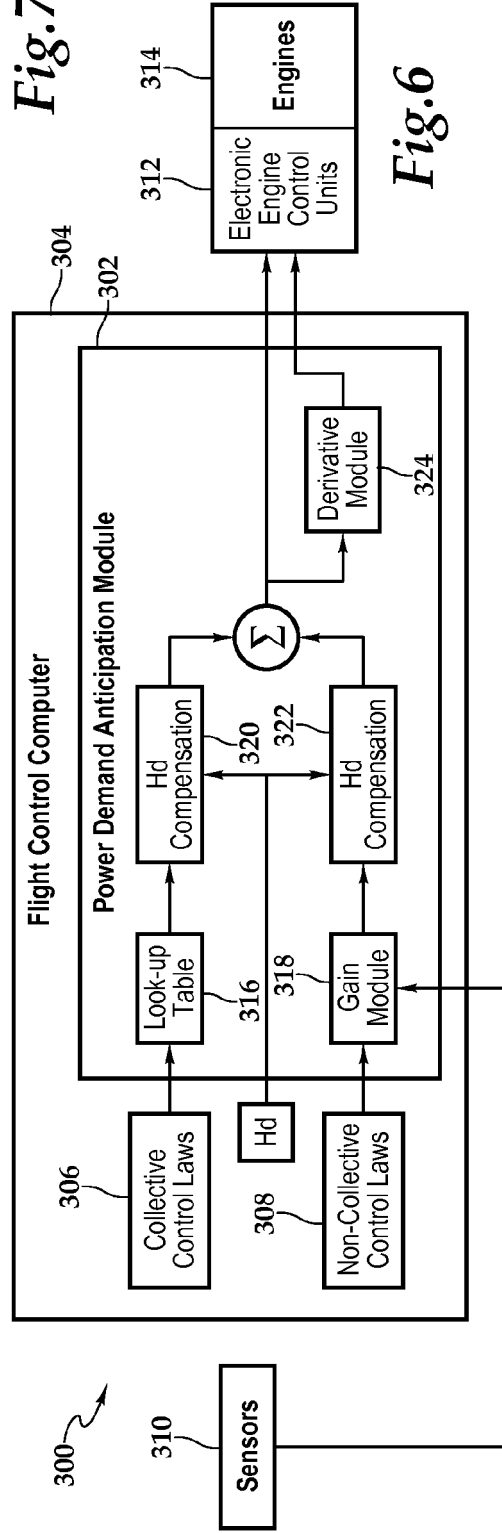 Fig.7
300
310
Sensors
Flight Control Computer
304
Power Demand Anticipation Module
302
306
Collective
Control Laws
Hd
308
Non-Collective
Control Laws
Look-up
Table
316
318
Gain
Module
Hd
Compensation
320
322
Hd
Compensation
Σ
Derivative
Module
324
312
Electronic
Engine
Control
Units
314
Engines
Fig.6